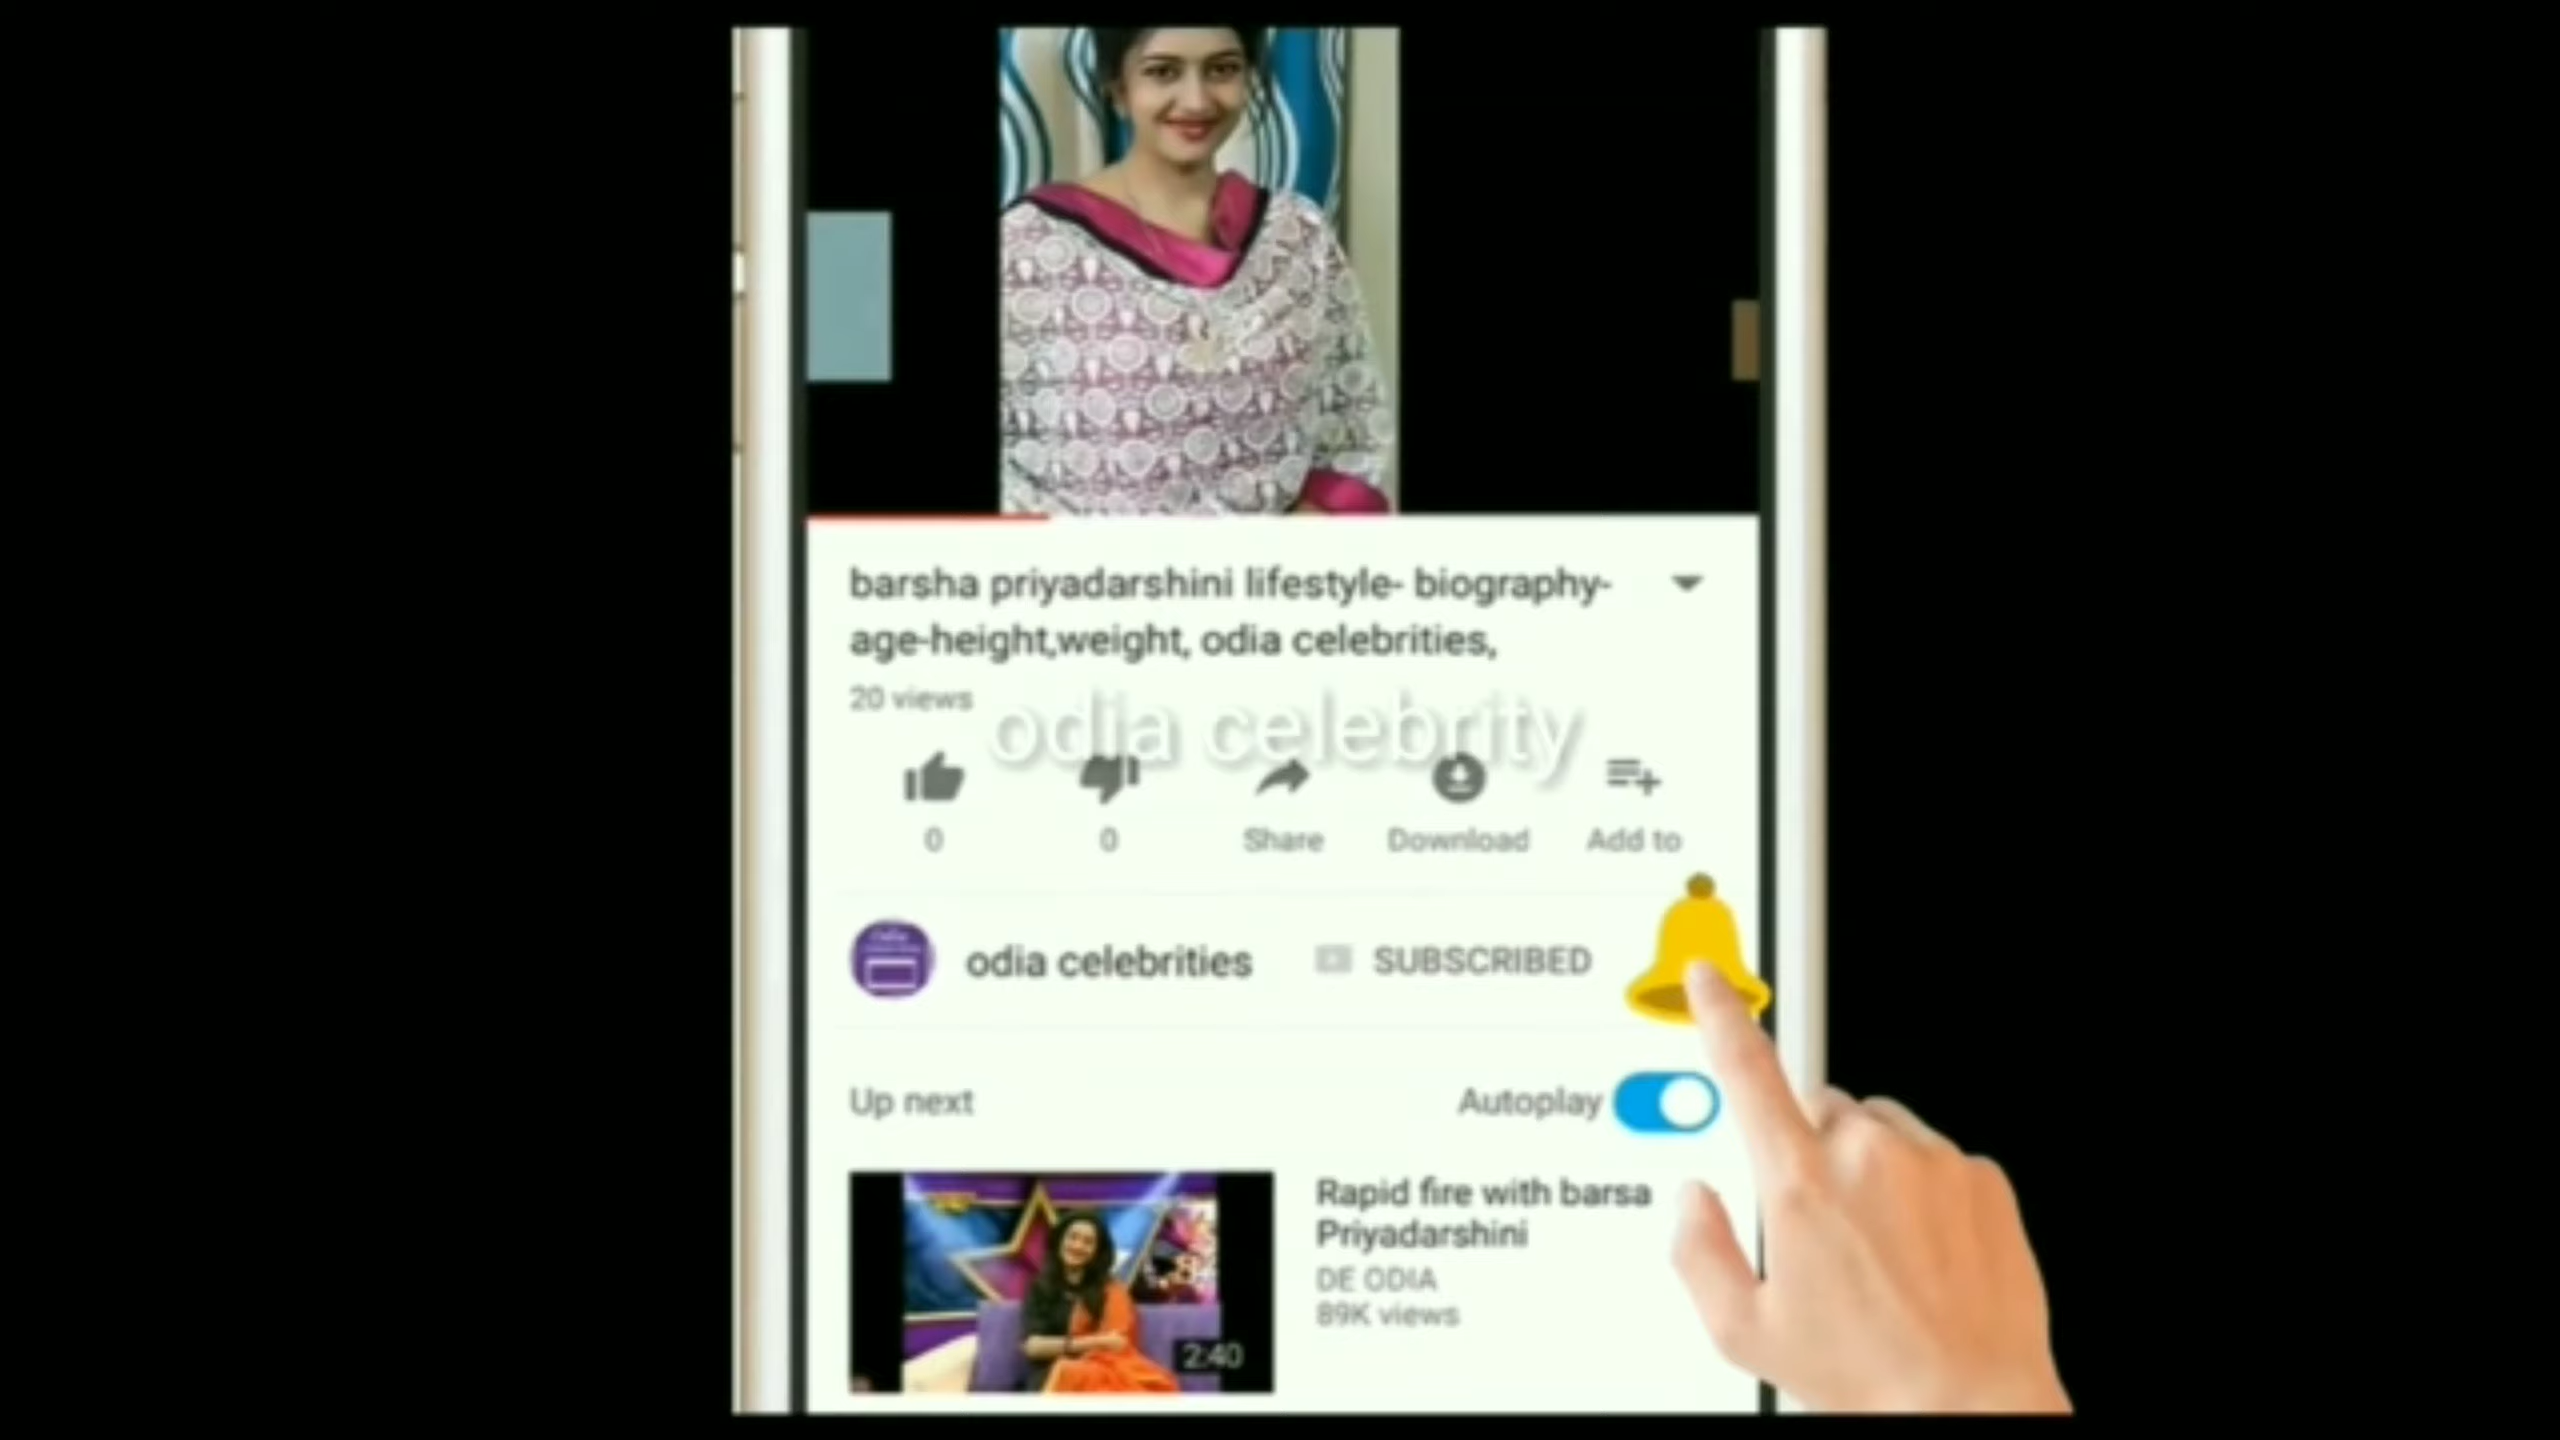 barsha priyadarshini lifestyle- biography-
age-height,weight, odia celebrities,
20 views
odia celebrity
0
0
Share
Download
Add to
odia celebrities
SUBSCRIBED
Up next
Autoplay
Rapid fire with barsa
Priyadarshini
DE ODIA
89K views
2:40